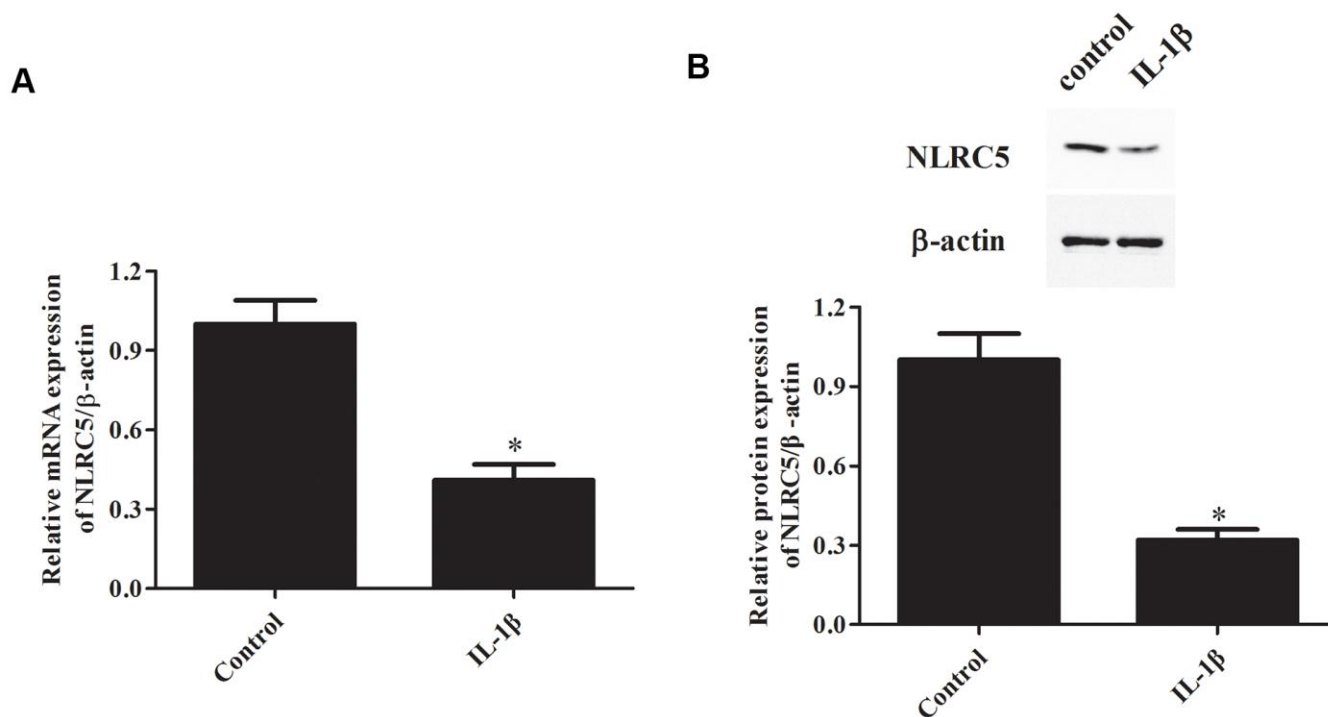 A
Relative mRNA expression
of NLRC5/β-actin
1.2
0.9
0.6
0.3
0.0
*
Control
IL-1β
B
control
IL-1β
NLRC5
β-actin
Relative protein expression
of NLRC5/β -actin
1.2
0.9
0.6
0.3
0.0
*
Control
IL-1β